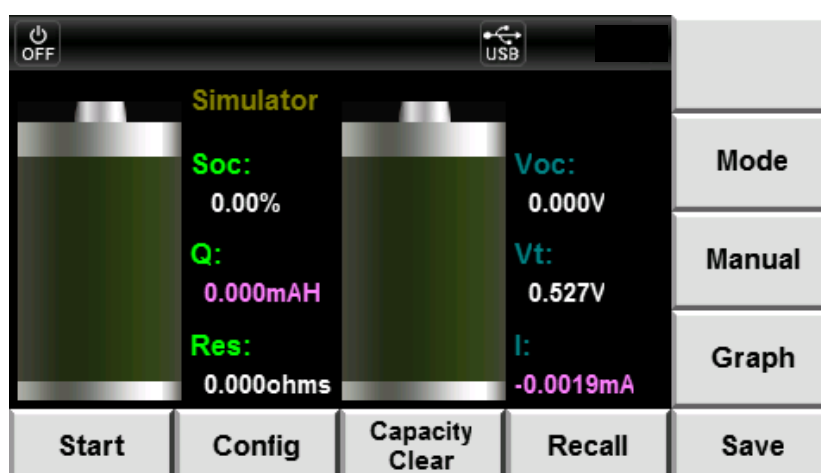 OFF
USB
Simulator
Soc:
0.00%
Voc:
0.000V
Q:
0.000mAH
Vt:
0.527V
Res:
0.000ohms
I:
-0.0019mA
Mode
Manual
Graph
Start
Config
Capacity
Clear
Recall
Save